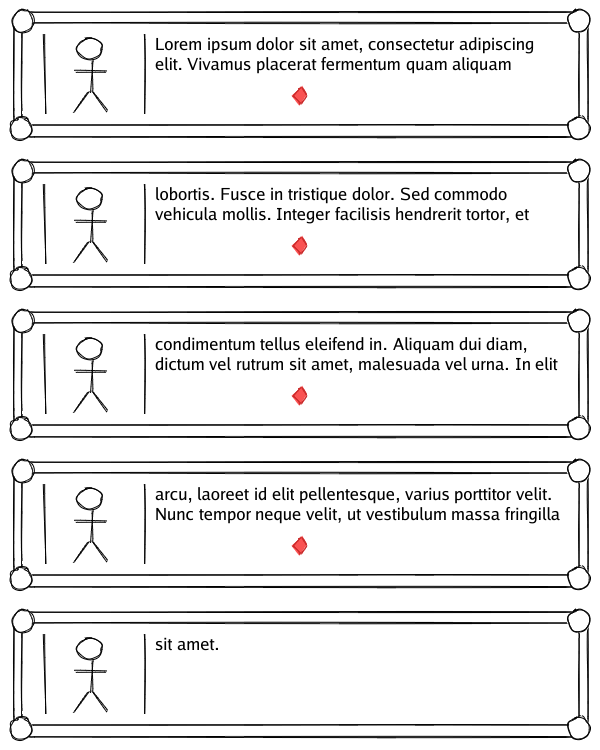 Lorem ipsum dolor sit amet, consectetur adipiscing
elit. Vivamus placerat fermentum quam aliquam
lobortis. Fusce in tristique dolor. Sed commodo
vehicula mollis. Integer facilisis hendrerit tortor, et
condimentum tellus eleifend in. Aliquam dui diam,
dictum vel rutrum sit amet, malesuada vel urna. In elit
arcu, laoreet id elit pellentesque, varius porttitor velit.
Nunc tempor neque velit, ut vestibulum massa fringilla
sit amet.